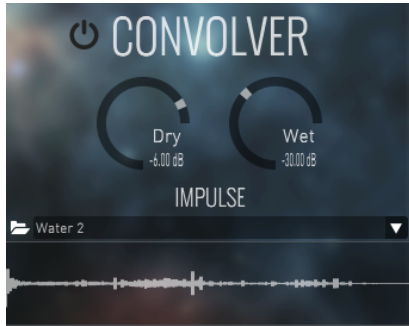 CONVOLVER
Dry
-6.00 dB
Wet
-30.00 dB
IMPULSE
Water 2